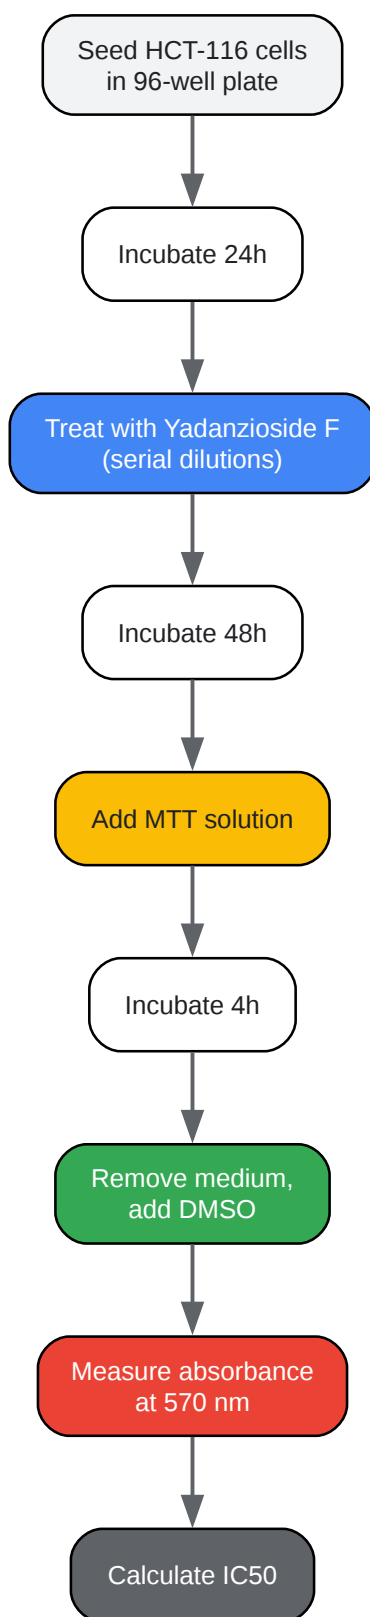 Seed HCT-116 cells
in 96-well plate
Incubate 24h
Treat with Yadanzioside F
(serial dilutions)
Incubate 48h
Add MTT solution
Incubate 4h
Remove medium,
add DMSO
Measure absorbance
at 570 nm
Calculate IC50